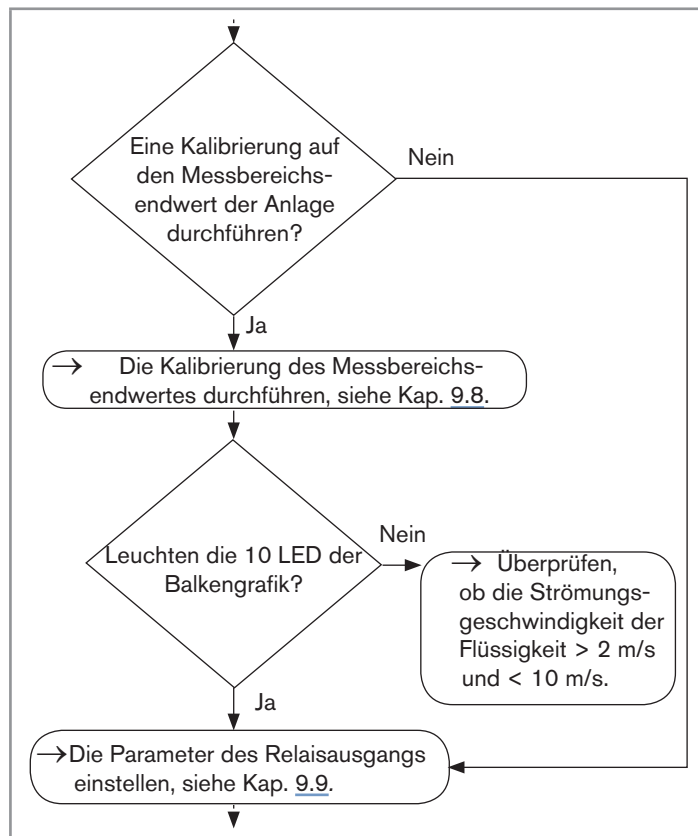 Eine Kalibrierung auf
den Messbereichs-
endwert der Anlage
durchführen?
Nein
Ja
→ Die Kalibrierung des Messbereichs-
endwertes durchführen, siehe Kap. 9.8.
Leuchten die 10 LED der
Balkengrafik?
Nein
→ Überprüfen,
ob die Strömungs-
geschwindigkeit der
Flüssigkeit > 2 m/s
und < 10 m/s.
Ja
→Die Parameter des Relaisausgangs
einstellen, siehe Kap. 9.9.